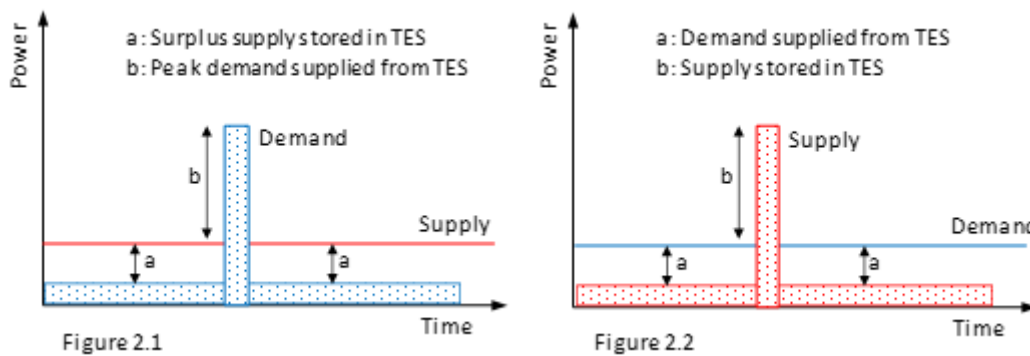 Power
a: Surplus supply stored in TES
b: Peak demand supplied from TES
Demand
b
Supply
a
a
Time
Figure 2.1
Power
a: Demand supplied from TES
b: Supply stored in TES
Supply
b
Demand
a
a
Time
Figure 2.2